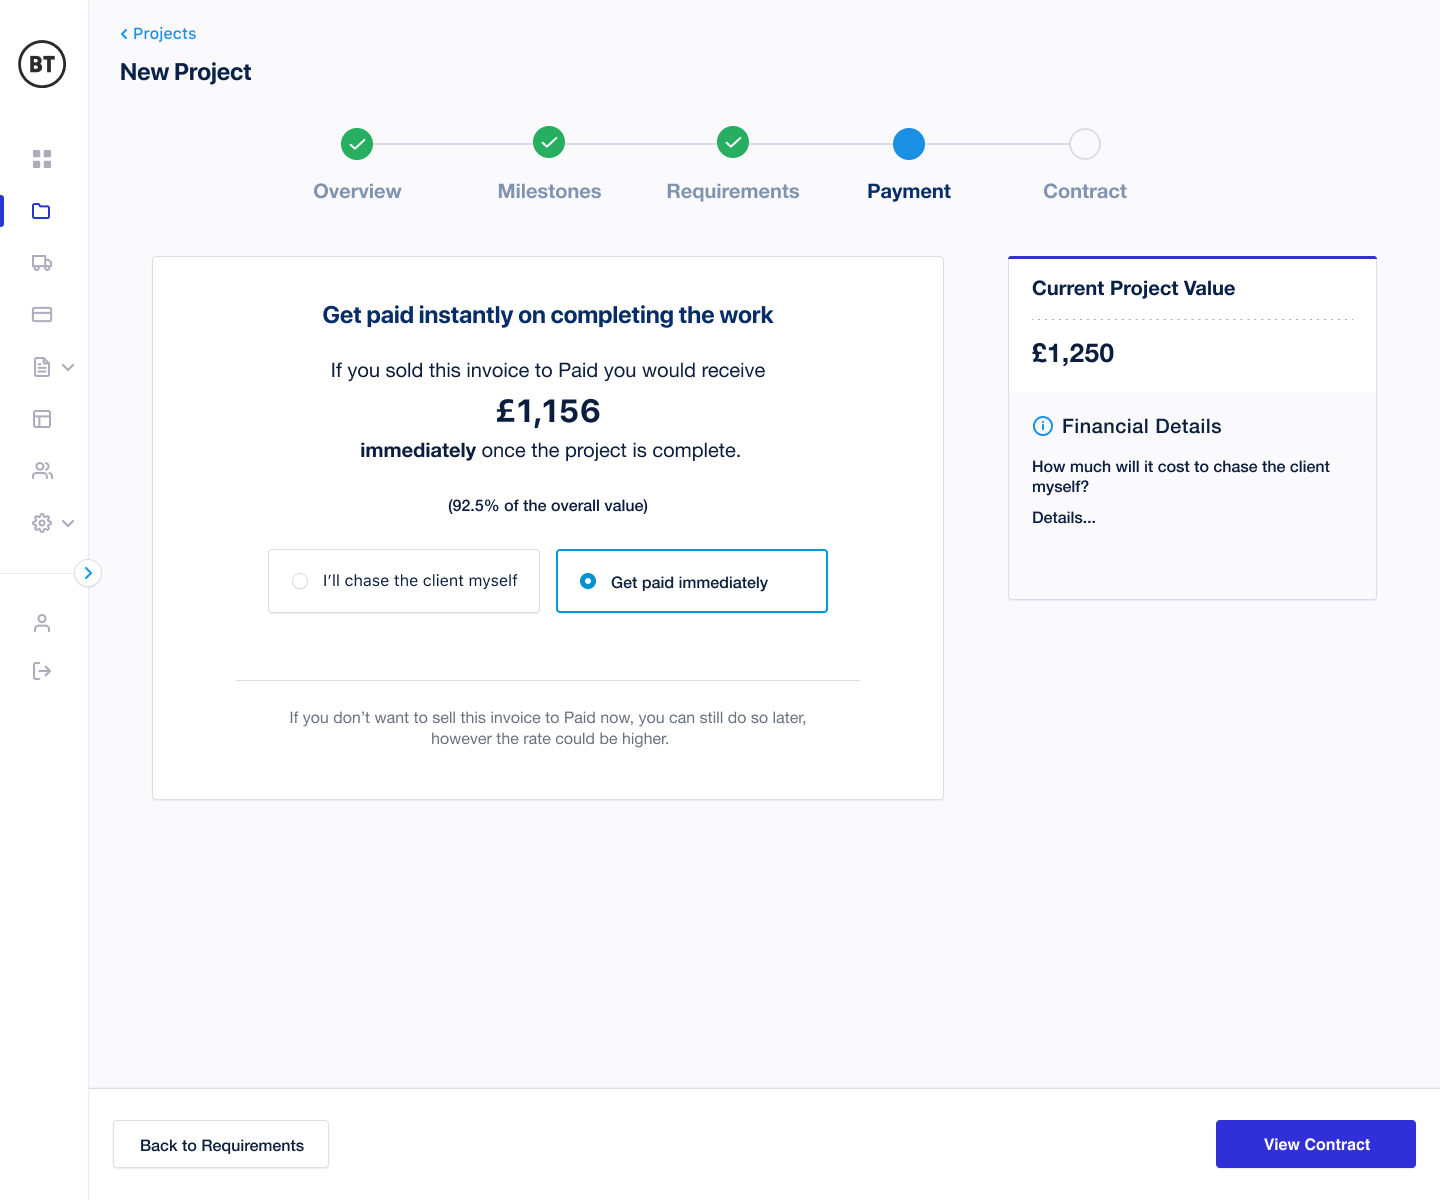 BT
Projects
New Project
Overview
Milestones
Requirements
Payment
Contract
Get paid instantly on completing the work
If you sold this invoice to Paid you would receive
£1,156
immediately once the project is complete.
(92.5% of the overall value)
I’ll chase the client myself
Get paid immediately
If you don’t want to sell this invoice to Paid now, you can still do so later,
however the rate could be higher.
Current Project Value
£1,250
Financial Details
How much will it cost to chase the client
myself?
Details...
Back to Requirements
View Contract